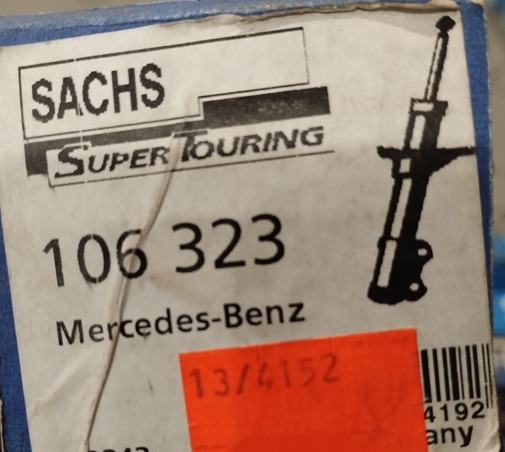 SACHS
SUPER TOURING
106 323
Mercedes-Benz
13/4152
4192
any